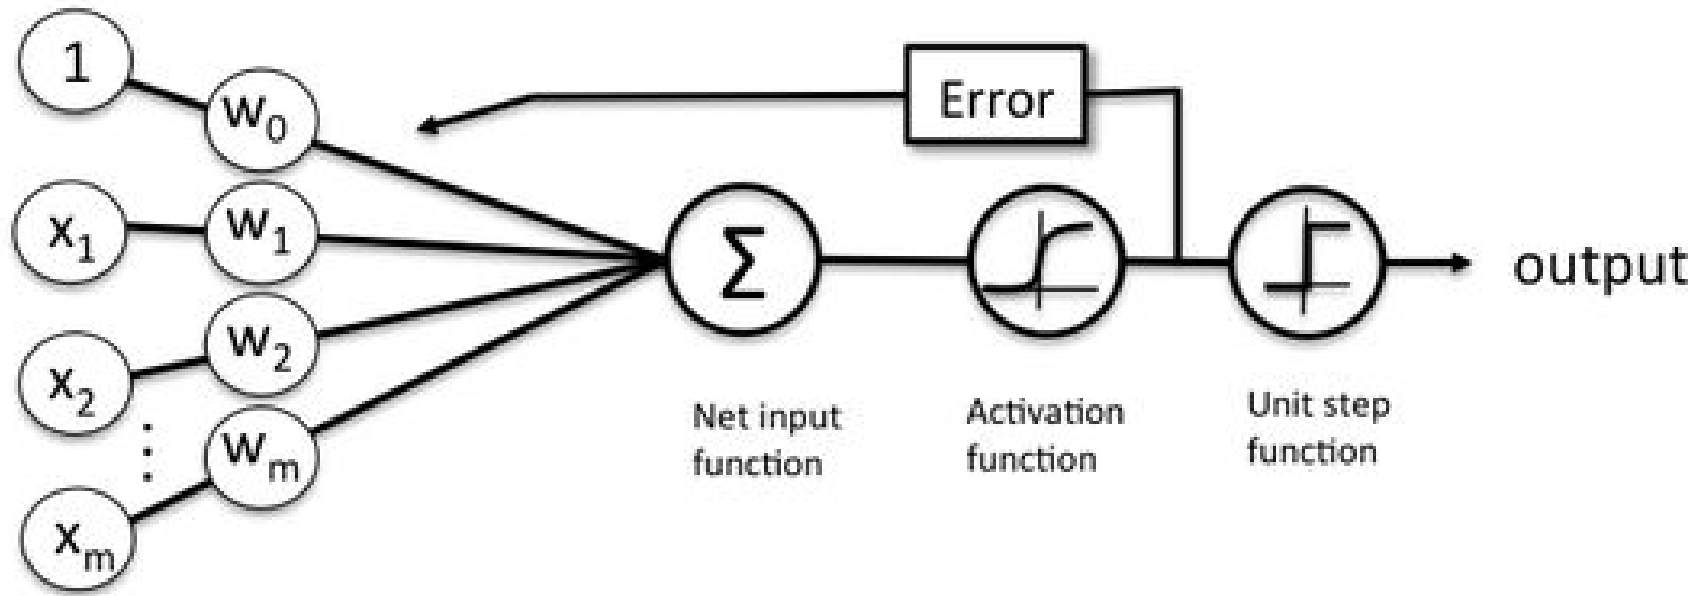 1
w0
Error
x1
w1
Σ
output
w2
x2
⋮
wm
xm
Net input
function
Activation
function
Unit step
function